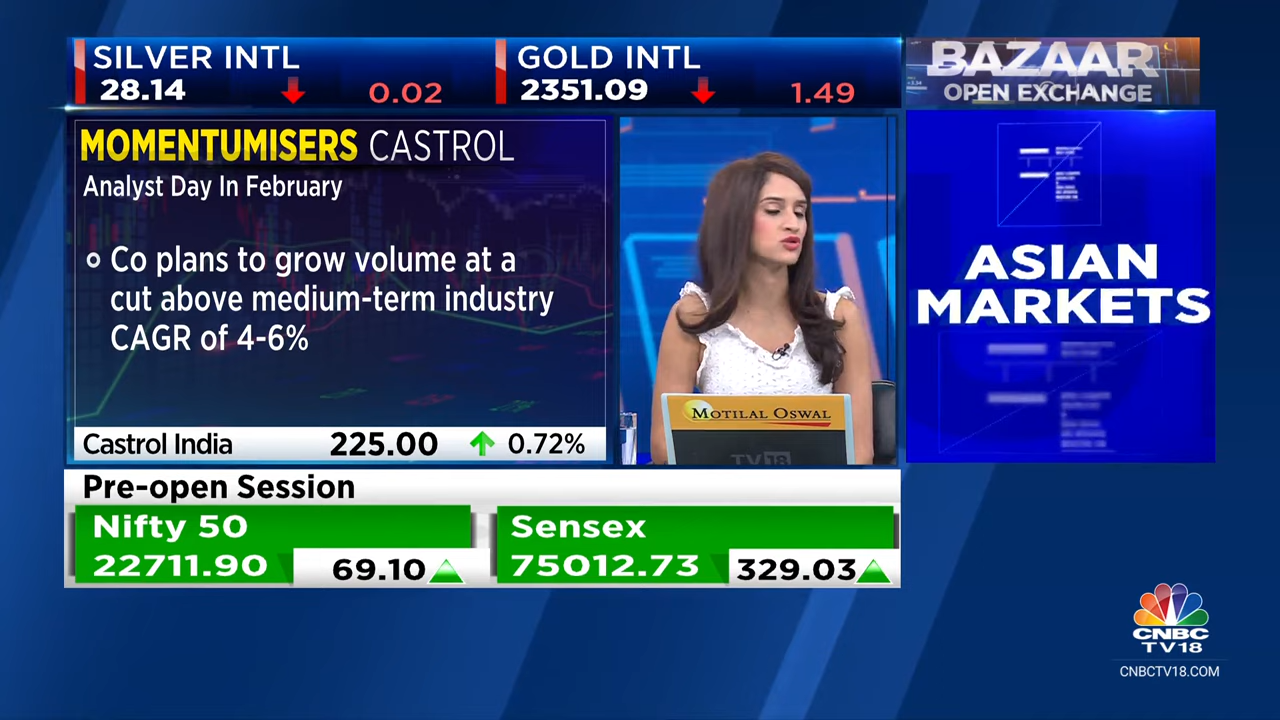 SILVER INTL
28.14 0.02
GOLD INTL
2351.09 1.49
BAZAAR
OPEN EXCHANGE
MOMENTUMISERS CASTROL
Analyst Day In February
Co plans to grow volume at a
cut above medium-term industry
CAGR of 4-6%
Castrol India 225.00 0.72%
MOTILAL OSWAL
TV18
ASIAN
MARKETS
Pre-open Session
Nifty 50
22711.90 69.10
Sensex
75012.73 329.03
CNBC
TV18
CNBCTV18.COM